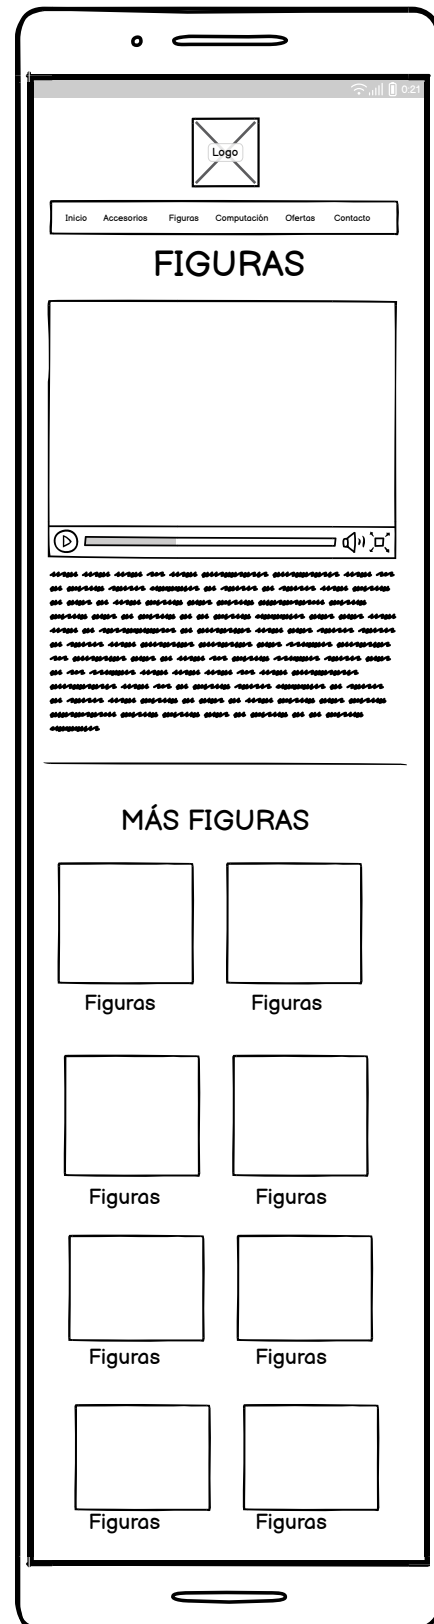 0:21
Logo
Inicio Accesorios Figuras Computación Ofertas Contacto
FIGURAS
MÁS FIGURAS
Figuras Figuras
Figuras Figuras
Figuras Figuras
Figuras Figuras